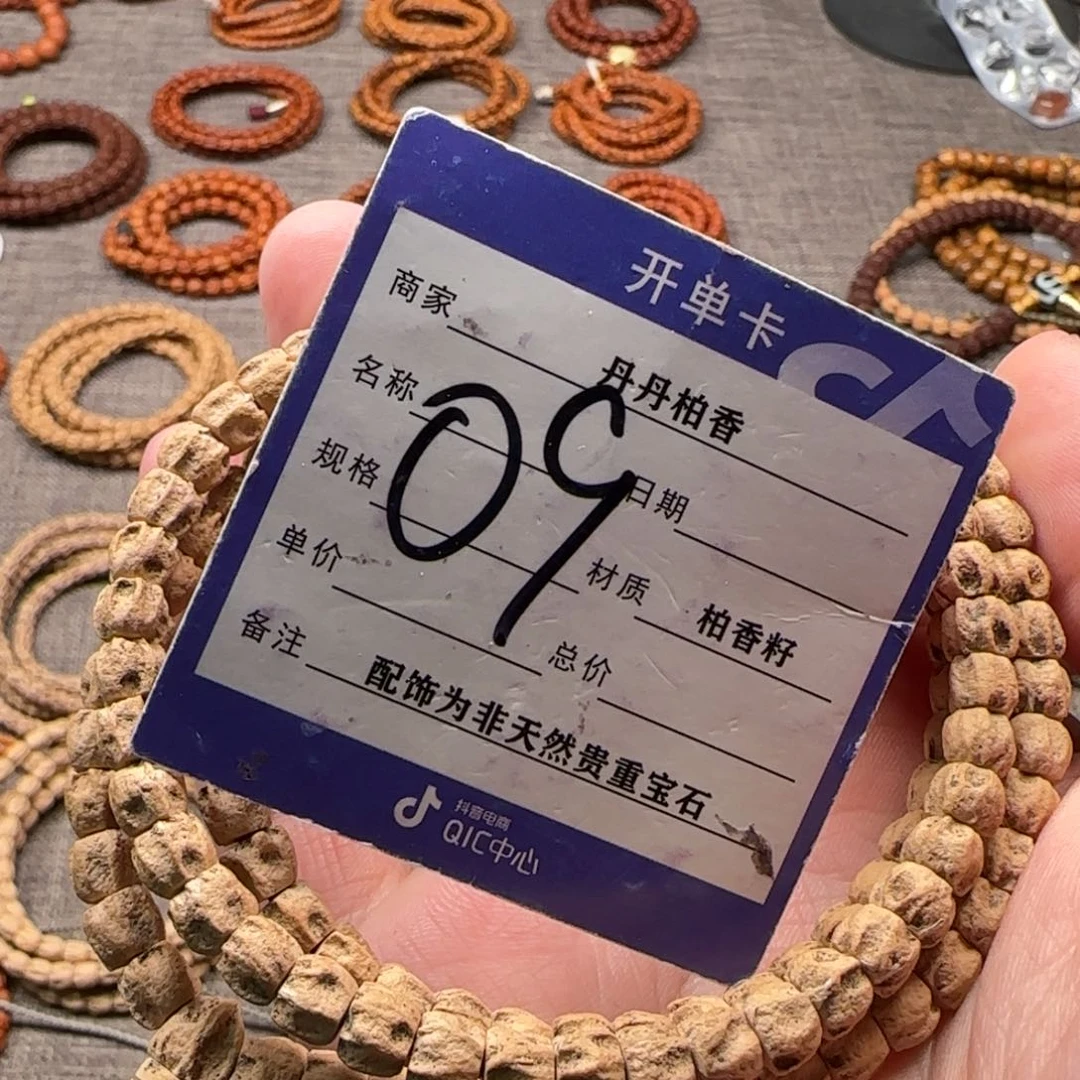 开单卡
商家 丹丹柏香
名称 09 日期
规格 材质 柏香籽
单价 总价
备注 配饰为非天然贵重宝石
抖音电商
QIC中心